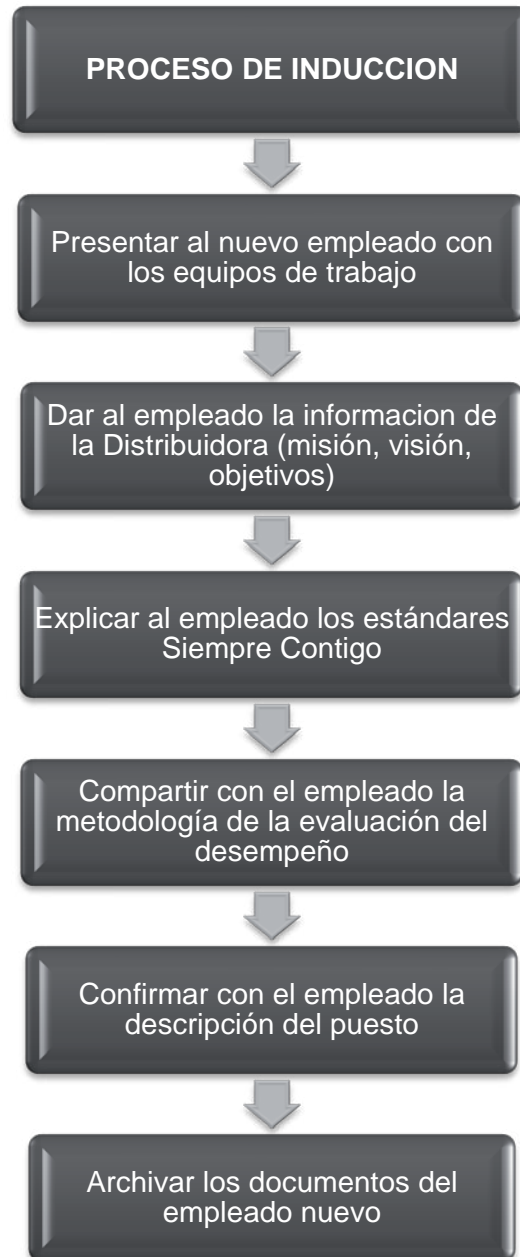 PROCESO DE INDUCCION
Presentar al nuevo empleado con
los equipos de trabajo
Dar al empleado la informacion de
la Distribuidora (misión, visión,
objetivos)
Explicar al empleado los estándares
Siempre Contigo
Compartir con el empleado la
metodología de la evaluación del
desempeño
Confirmar con el empleado la
descripción del puesto
Archivar los documentos del
empleado nuevo